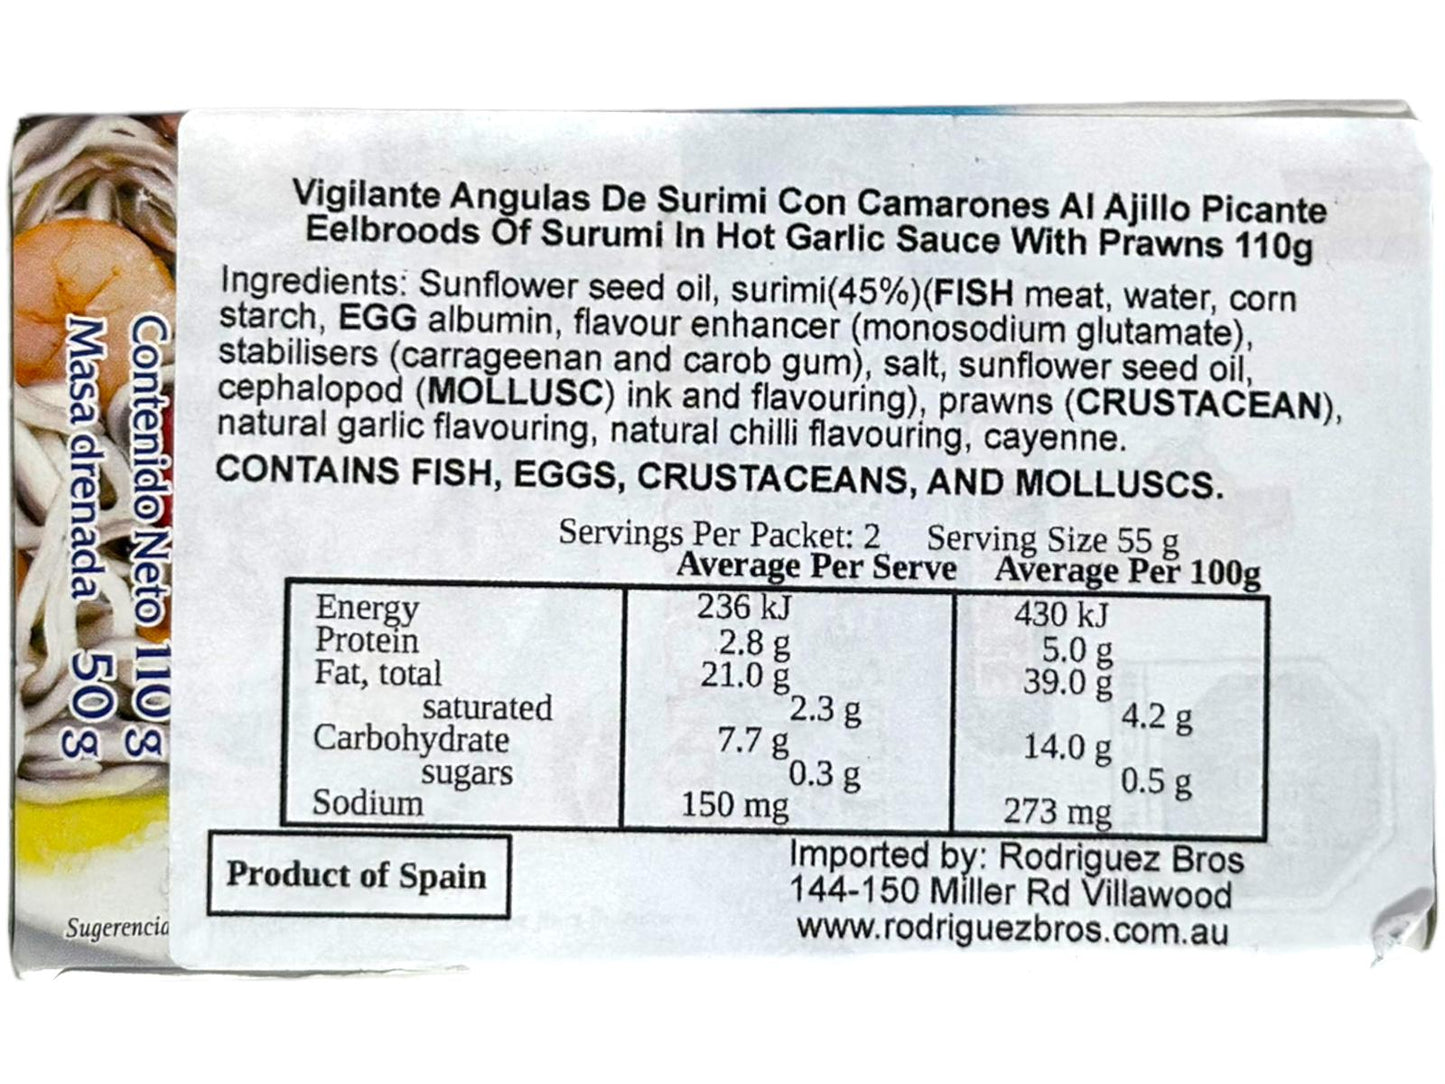 Vigilante Angulas De Surimi Con Camarones Al Ajillo Picante
Eelbroods Of Surumi In Hot Garlic Sauce With Prawns 110g
Ingredients: Sunflower seed oil, surimi(45%)(FISH meat, water, corn
starch, EGG albumin, flavour enhancer (monosodium glutamate),
stabilisers (carrageenan and carob gum), salt, sunflower seed oil,
cephalopod (MOLLUSC) ink and flavouring), prawns (CRUSTACEAN),
natural garlic flavouring, natural chilli flavouring, cayenne.
CONTAINS FISH, EGGS, CRUSTACEANS, AND MOLLUSCS.
Servings Per Packet: 2 Serving Size 55 g
Average Per Serve Average Per 100g
Energy 236 kJ 430 kJ
Protein 2.8 g 5.0 g
Fat, total 21.0 g 39.0 g
saturated 2.3 g 4.2 g
Carbohydrate 7.7 g 14.0 g
sugars 0.3 g 0.5 g
Sodium 150 mg 273 mg
Product of Spain
Imported by: Rodriguez Bros
144-150 Miller Rd Villawood
www.rodriguezbros.com.au
Contenido Neto 110 g
Masa drenada 50 g
Sugerencia